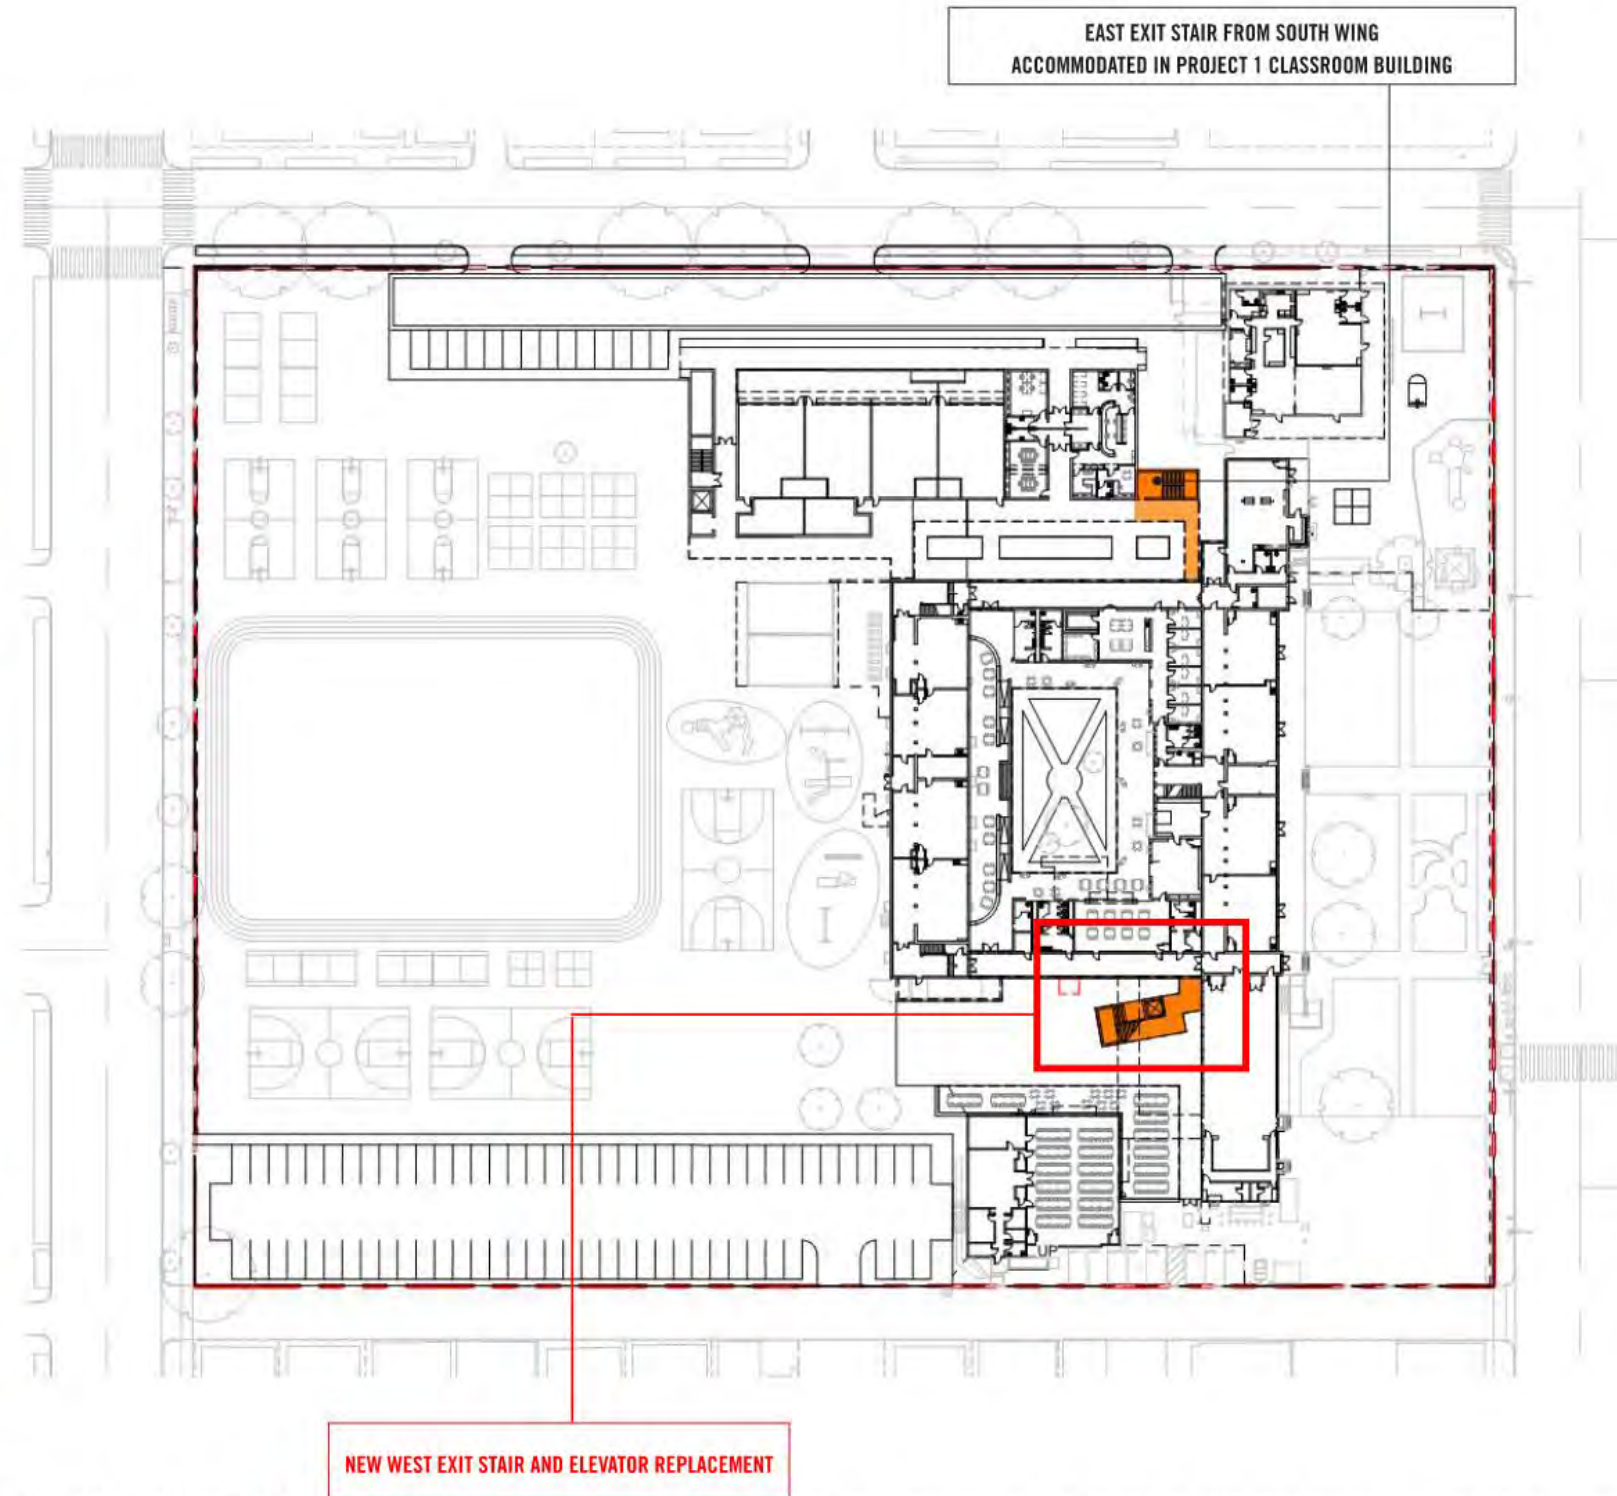 EAST EXIT STAIR FROM SOUTH WING
ACCOMMODATED IN PROJECT 1 CLASSROOM BUILDING
UP
NEW WEST EXIT STAIR AND ELEVATOR REPLACEMENT